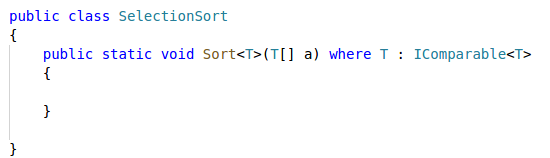 public class SelectionSort
{
    public static void Sort<T>(T[] a) where T : IComparable<T>
    {
    }
}